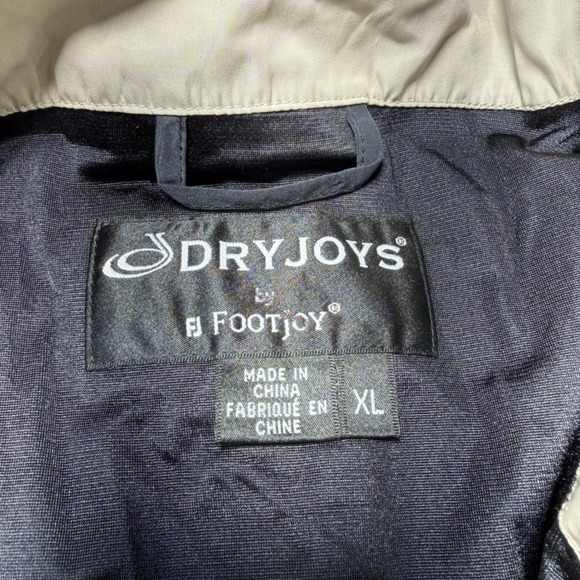 DRYJOYS®
by
FJ FOOTJOY®
MADE IN
CHINA
FABRIQUÉ EN
CHINE
XL